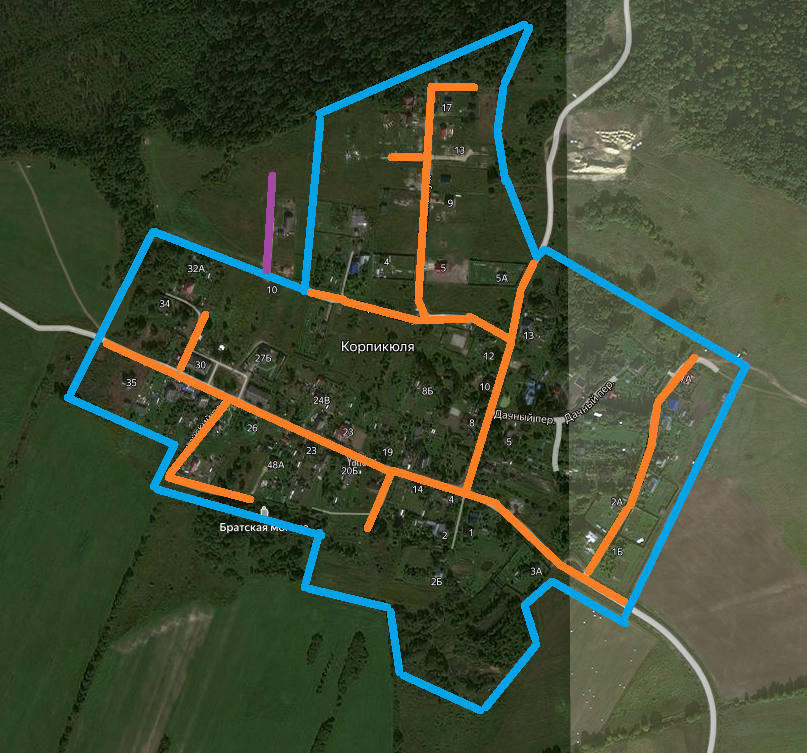 17
13
9
4
5
5А
32А
10
34
13
Корпикюля
12
27Б
30
7А
35
10
8Б
24В
Дачный пер.
Дачный пер.
8
26
23
5
23
19
48А
20Б
14
4
2А
Братская мо
2
1
1Б
3А
2Б